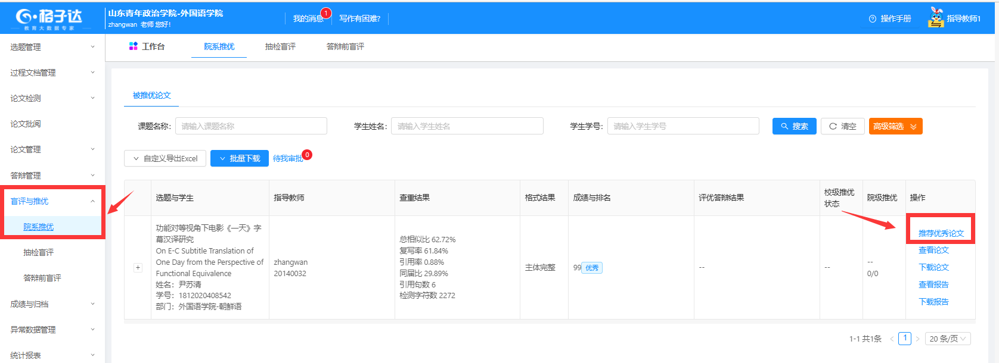 格子达
教育大数据专家
山东青年政治学院-外国语学院
zhangwan 老师 您好!
我的消息 1
写作有困难?
操作手册
指导教师1
选题管理
过程文档管理
论文检测
论文批阅
论文管理
答辩管理
盲评与推优
院系推优
抽检盲评
答辩前盲评
成绩与归档
异常数据管理
统计报表
工作台
院系推优
抽检盲评
答辩前盲评
被推优论文
课题名称: 请输入课题名称
学生姓名: 请输入学生姓名
学生学号: 请输入学生学号
搜索
清空
高级筛选
自定义导出Excel
批量下载
待我审批 0
选题与学生
指导教师
查重结果
格式结果
成绩与排名
评优答辩结果
校级推优
状态
院级推优
操作
+
功能对等视角下电影《一天》字
幕汉译研究
On E-C Subtitle Translation of
One Day from the Perspective of
Functional Equivalence
姓名：尹苏清
学号：1812020408542
部门：外国语学院-朝鲜语
zhangwan
20140032
总相似比 62.72%
复写率 61.84%
引用率 0.88%
同届比 29.89%
引用句数 6
检测字符数 2272
主体完整
99 优秀
--
--
--
0/0
推荐优秀论文
查看论文
下载论文
查看报告
下载报告
1-1 共1条 < 1 > 20 条/页